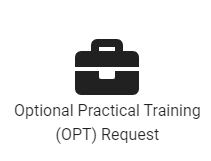 Optional Practical Training
(OPT) Request